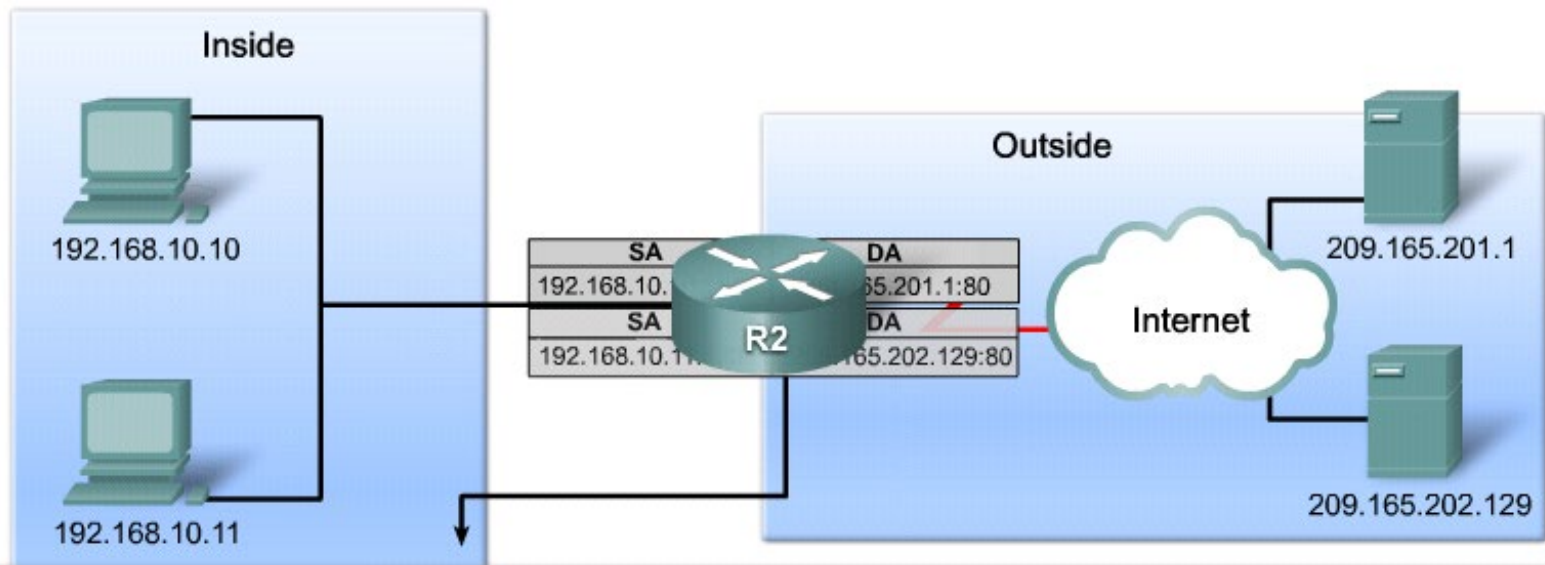 Inside
Outside
192.168.10.10
209.165.201.1
SA DA
192.168.10. 65.201.1:80
SA DA
192.168.10.11 165.202.129:80
R2
Internet
192.168.10.11
209.165.202.129